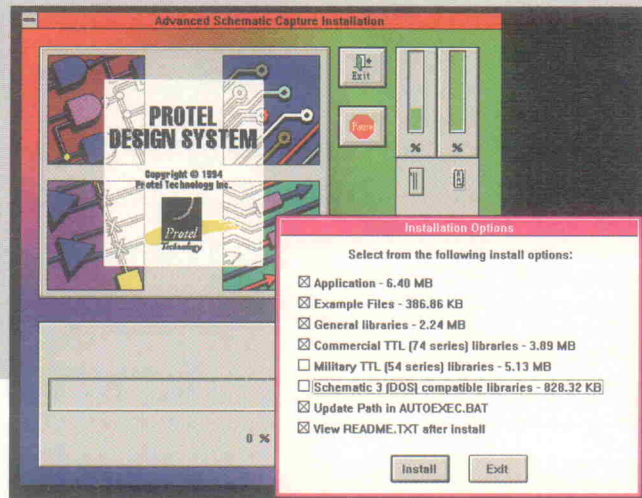 Advanced Schematic Capture Installation
PROTEL
DESIGN SYSTEM
Copyright © 1994
Protel Technology Inc.
Protel
Technology
Exit
Pause
%
%
0 %
Installation Options
Select from the following install options:
Application - 6.40 MB
Example Files - 386.86 KB
General libraries - 2.24 MB
Commercial TTL (74 series) libraries - 3.89 MB
Military TTL (54 series) libraries - 5.13 MB
Schematic 3 (DOS) compatible libraries - 828.32 KB
Update Path in AUTOEXEC.BAT
View README.TXT after install
Install
Exit